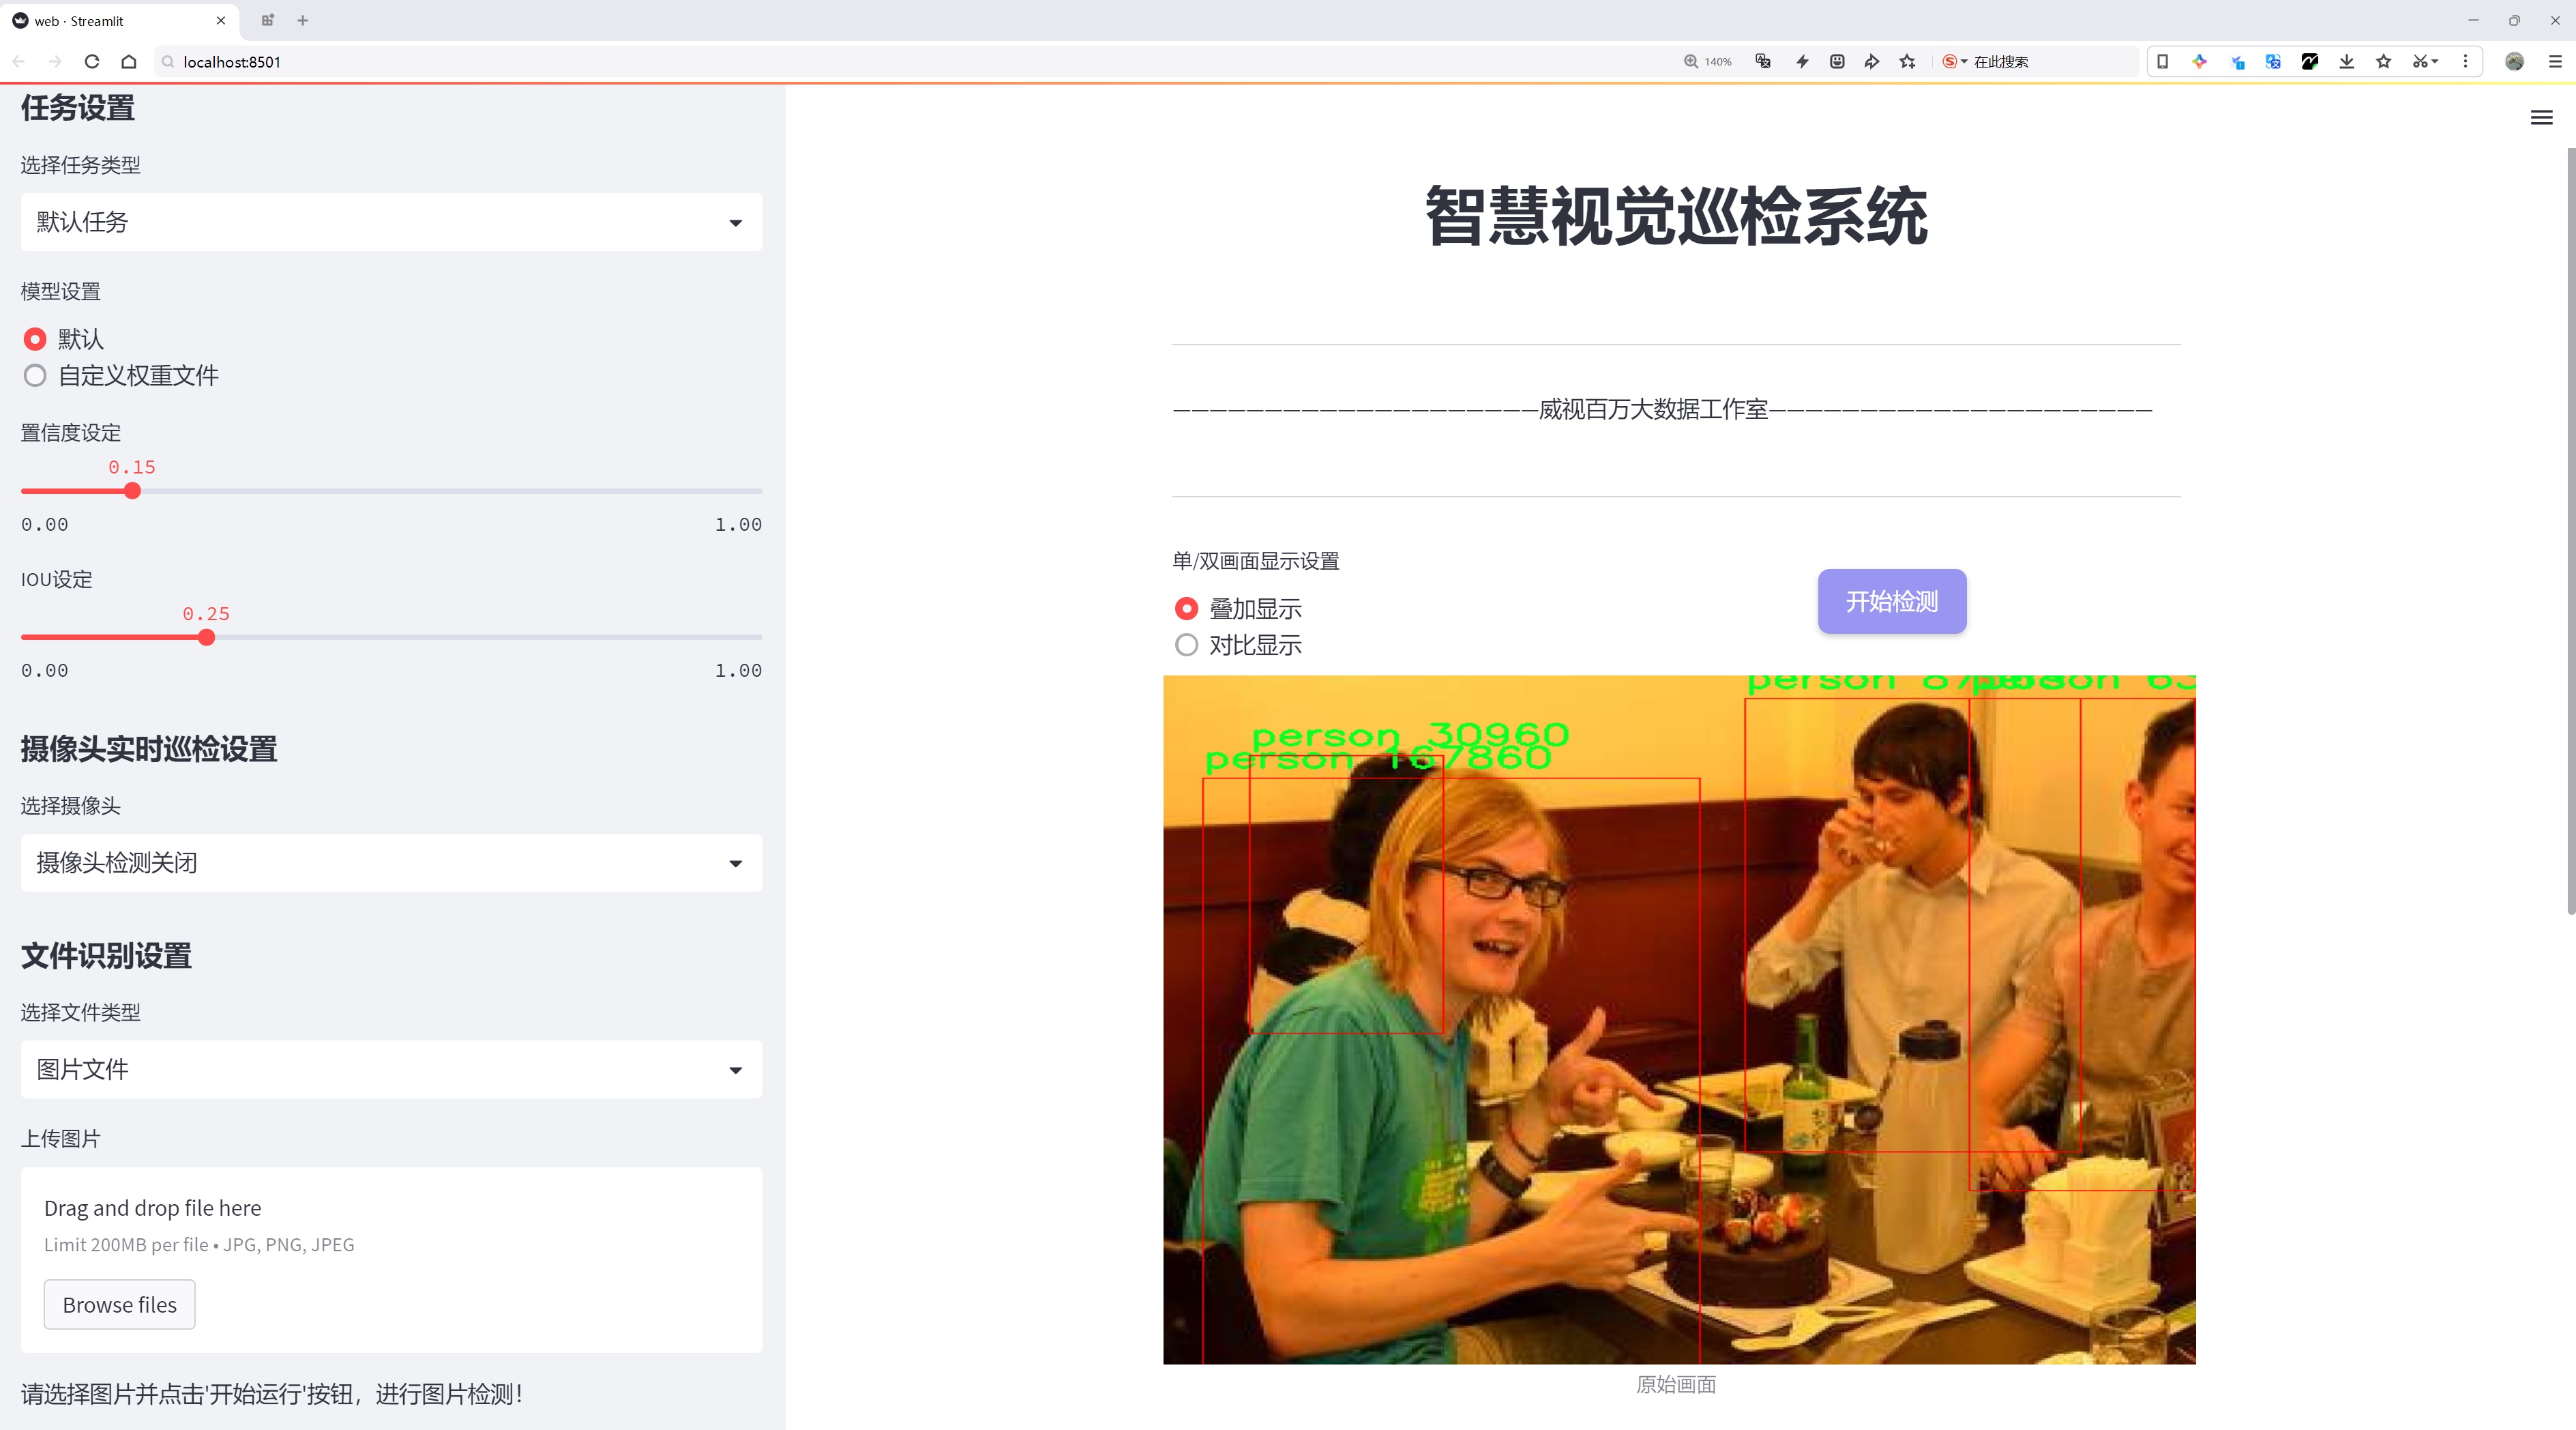 web · Streamlit
localhost:8501
140%
在此搜索
任务设置
选择任务类型
默认任务
模型设置
默认
自定义权重文件
置信度设定
0.15
0.00 1.00
IOU设定
0.25
0.00 1.00
摄像头实时巡检设置
选择摄像头
摄像头检测关闭
文件识别设置
选择文件类型
图片文件
上传图片
Drag and drop file here
Limit 200MB per file • JPG, PNG, JPEG
Browse files
请选择图片并点击'开始运行'按钮，进行图片检测！
智慧视觉巡检系统
—————————————————————威视百万大数据工作室—————————————————————
单/双画面显示设置
叠加显示
对比显示
开始检测
person
person 30960
person 167860
原始画面